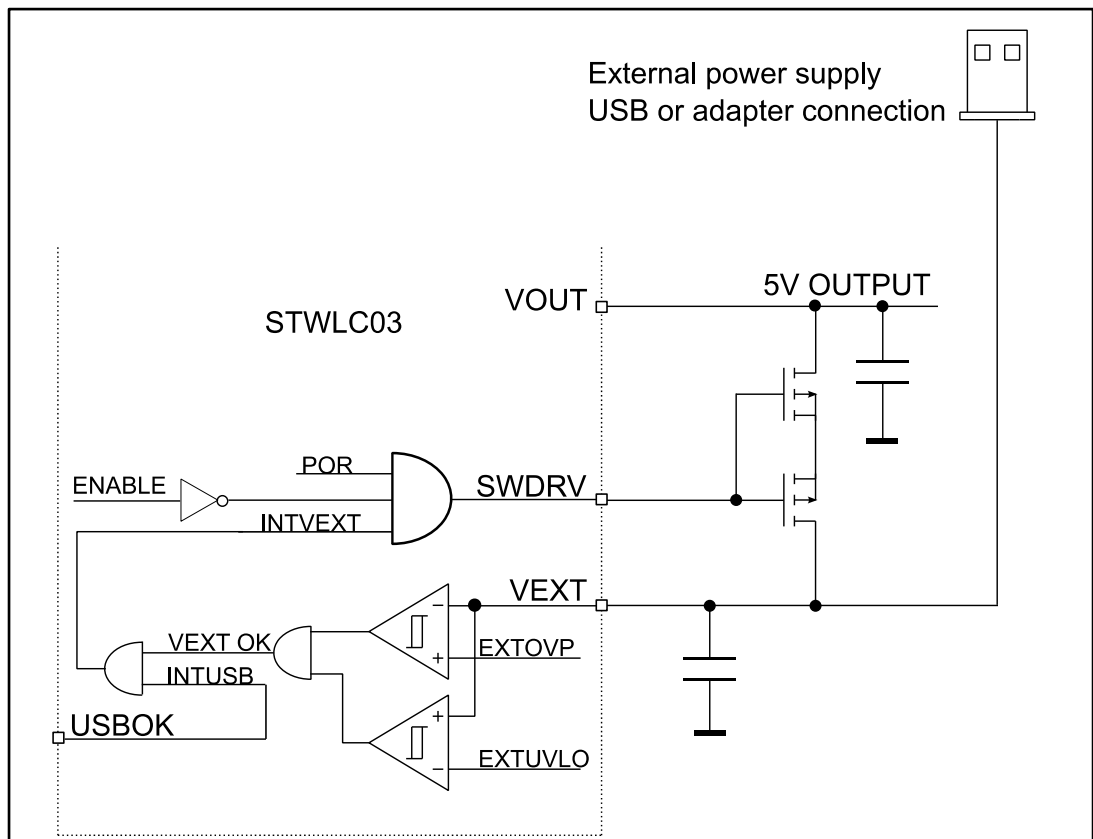 External power supply
USB or adapter connection
5V OUTPUT
VOUT
STWLC03
POR
ENABLE
SWDRV
INTVEXT
VEXT
-
VEXT OK
EXTOVP
+
INTUSB
USBOK
+
EXTUVLO
-